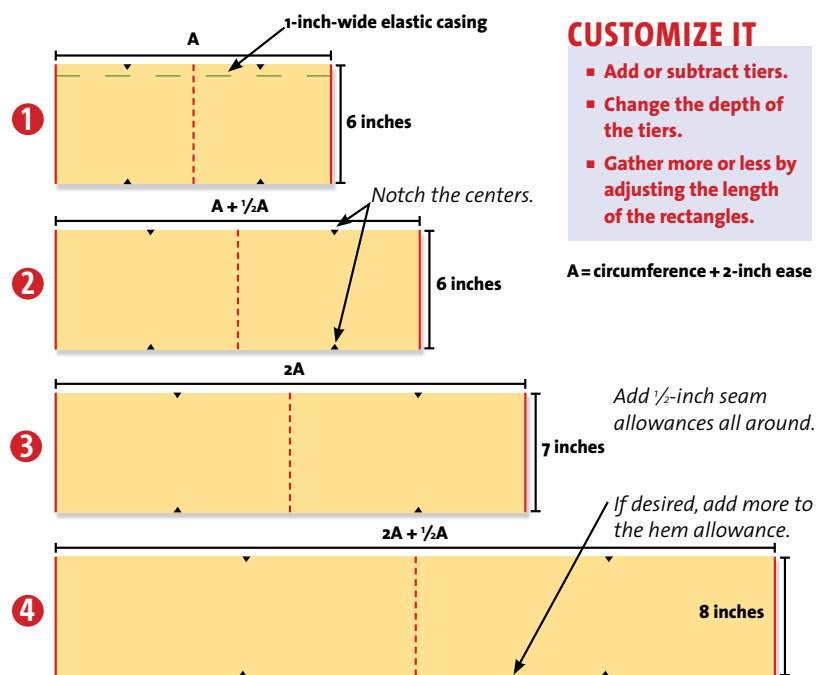 1-inch-wide elastic casing
A
1
6 inches
CUSTOMIZE IT
▪ Add or subtract tiers.
▪ Change the depth of
the tiers.
▪ Gather more or less by
adjusting the length
of the rectangles.
A = circumference + 2-inch ease
Notch the centers.
A + ½A
2
6 inches
2A
3
7 inches
Add ½-inch seam
allowances all around.
If desired, add more to
the hem allowance.
2A + ½A
4
8 inches